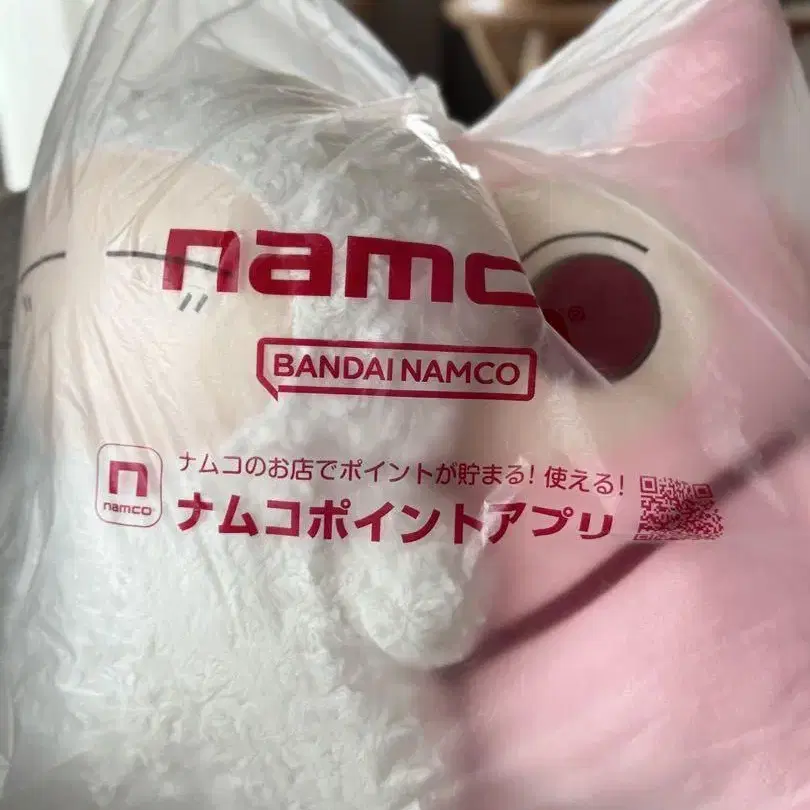 namco
BANDAI NAMCO
ナムコのお店でポイントが貯まる! 使える!
n
namco
ナムコポイントアプリ